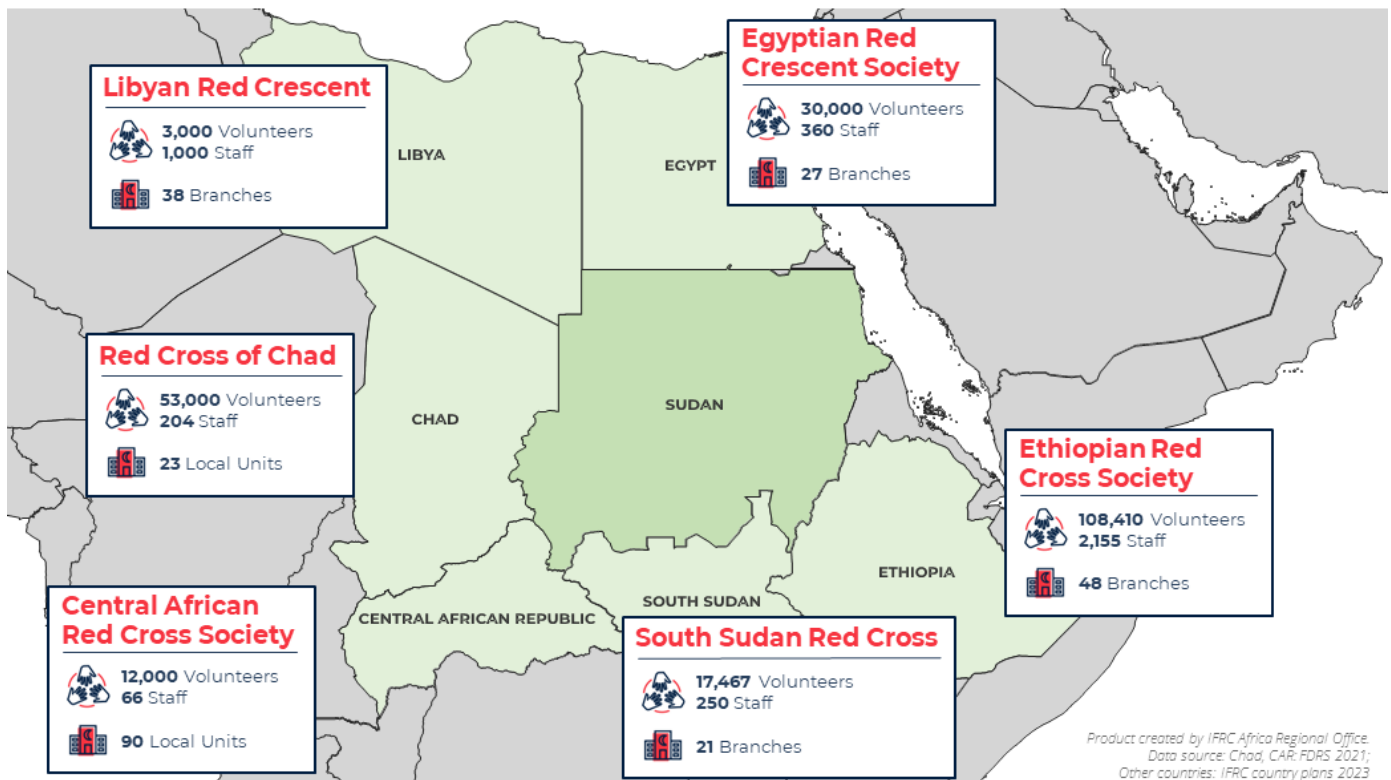 Libyan Red Crescent
3,000 Volunteers
1,000 Staff
38 Branches
LIBYA
Egyptian Red
Crescent Society
30,000 Volunteers
360 Staff
27 Branches
EGYPT
Red Cross of Chad
53,000 Volunteers
204 Staff
23 Local Units
CHAD
SUDAN
Ethiopian Red
Cross Society
108,410 Volunteers
2,155 Staff
48 Branches
ETHIOPIA
Central African
Red Cross Society
12,000 Volunteers
66 Staff
90 Local Units
CENTRAL AFRICAN REPUBLIC
SOUTH SUDAN
South Sudan Red Cross
17,467 Volunteers
250 Staff
21 Branches
Product created by IFRC Africa Regional Office.
Data source: Chad, CAR: FDRS 2021;
Other countries: IFRC country plans 2023